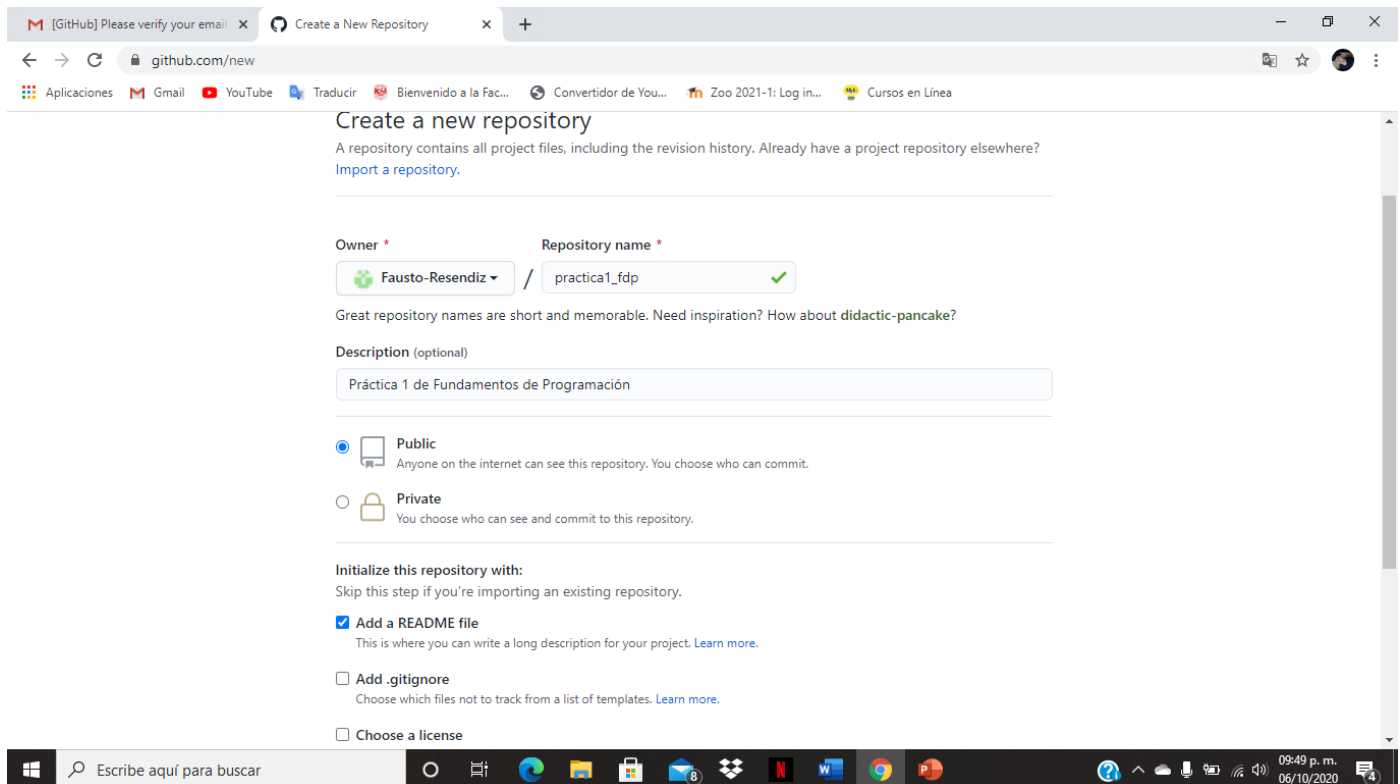 [GitHub] Please verify your email
Create a New Repository
github.com/new
Aplicaciones
Gmail
YouTube
Traducir
Bienvenido a la Fac...
Convertidor de You...
Zoo 2021-1: Log in...
Cursos en Línea
Create a new repository
A repository contains all project files, including the revision history. Already have a project repository elsewhere?
Import a repository.
Owner *
Repository name *
Fausto-Resendiz
/
practica1_fdp
Great repository names are short and memorable. Need inspiration? How about didactic-pancake?
Description (optional)
Práctica 1 de Fundamentos de Programación
Public
Anyone on the internet can see this repository. You choose who can commit.
Private
You choose who can see and commit to this repository.
Initialize this repository with:
Skip this step if you're importing an existing repository.
Add a README file
This is where you can write a long description for your project. Learn more.
Add .gitignore
Choose which files not to track from a list of templates. Learn more.
Choose a license
Escribe aquí para buscar
8
N
W
P
09:49 p. m.
06/10/2020
4